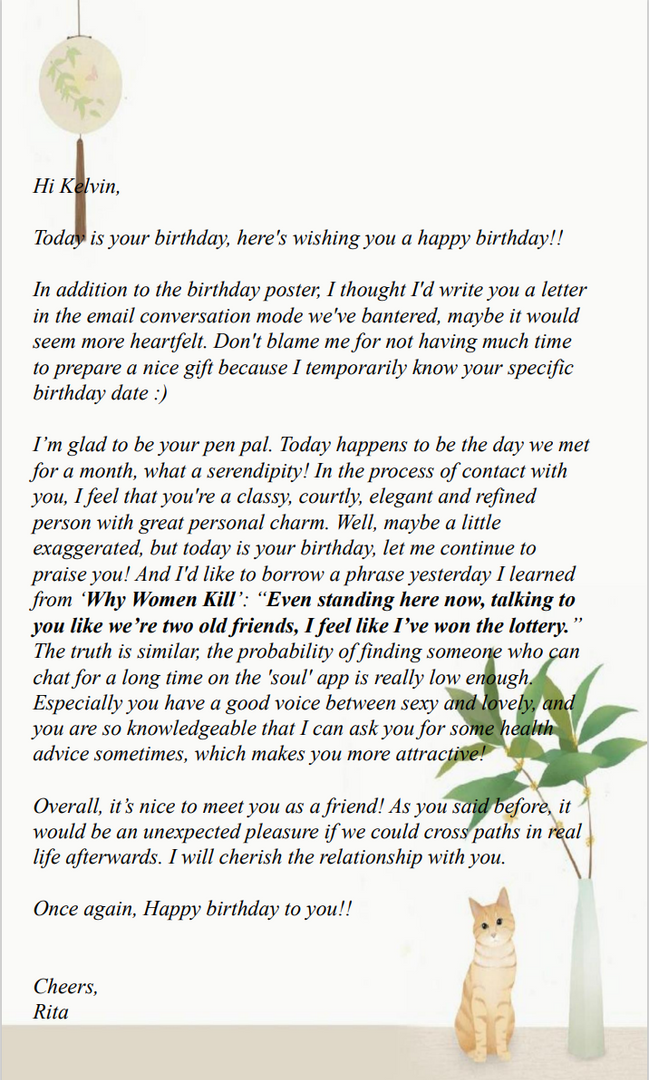 Hi Kelvin,
Today is your birthday, here's wishing you a happy birthday!!
In addition to the birthday poster, I thought I'd write you a letter
in the email conversation mode we've bantered, maybe it would
seem more heartfelt. Don't blame me for not having much time
to prepare a nice gift because I temporarily know your specific
birthday date :)
I’m glad to be your pen pal. Today happens to be the day we met
for a month, what a serendipity! In the process of contact with
you, I feel that you're a classy, courtly, elegant and refined
person with great personal charm. Well, maybe a little
exaggerated, but today is your birthday, let me continue to
praise you! And I'd like to borrow a phrase yesterday I learned
from ‘Why Women Kill’: “Even standing here now, talking to
you like we’re two old friends, I feel like I’ve won the lottery.”
The truth is similar, the probability of finding someone who can
chat for a long time on the 'soul' app is really low enough.
Especially you have a good voice between sexy and lovely, and
you are so knowledgeable that I can ask you for some health
advice sometimes, which makes you more attractive!
Overall, it’s nice to meet you as a friend! As you said before, it
would be an unexpected pleasure if we could cross paths in real
life afterwards. I will cherish the relationship with you.
Once again, Happy birthday to you!!
Cheers,
Rita